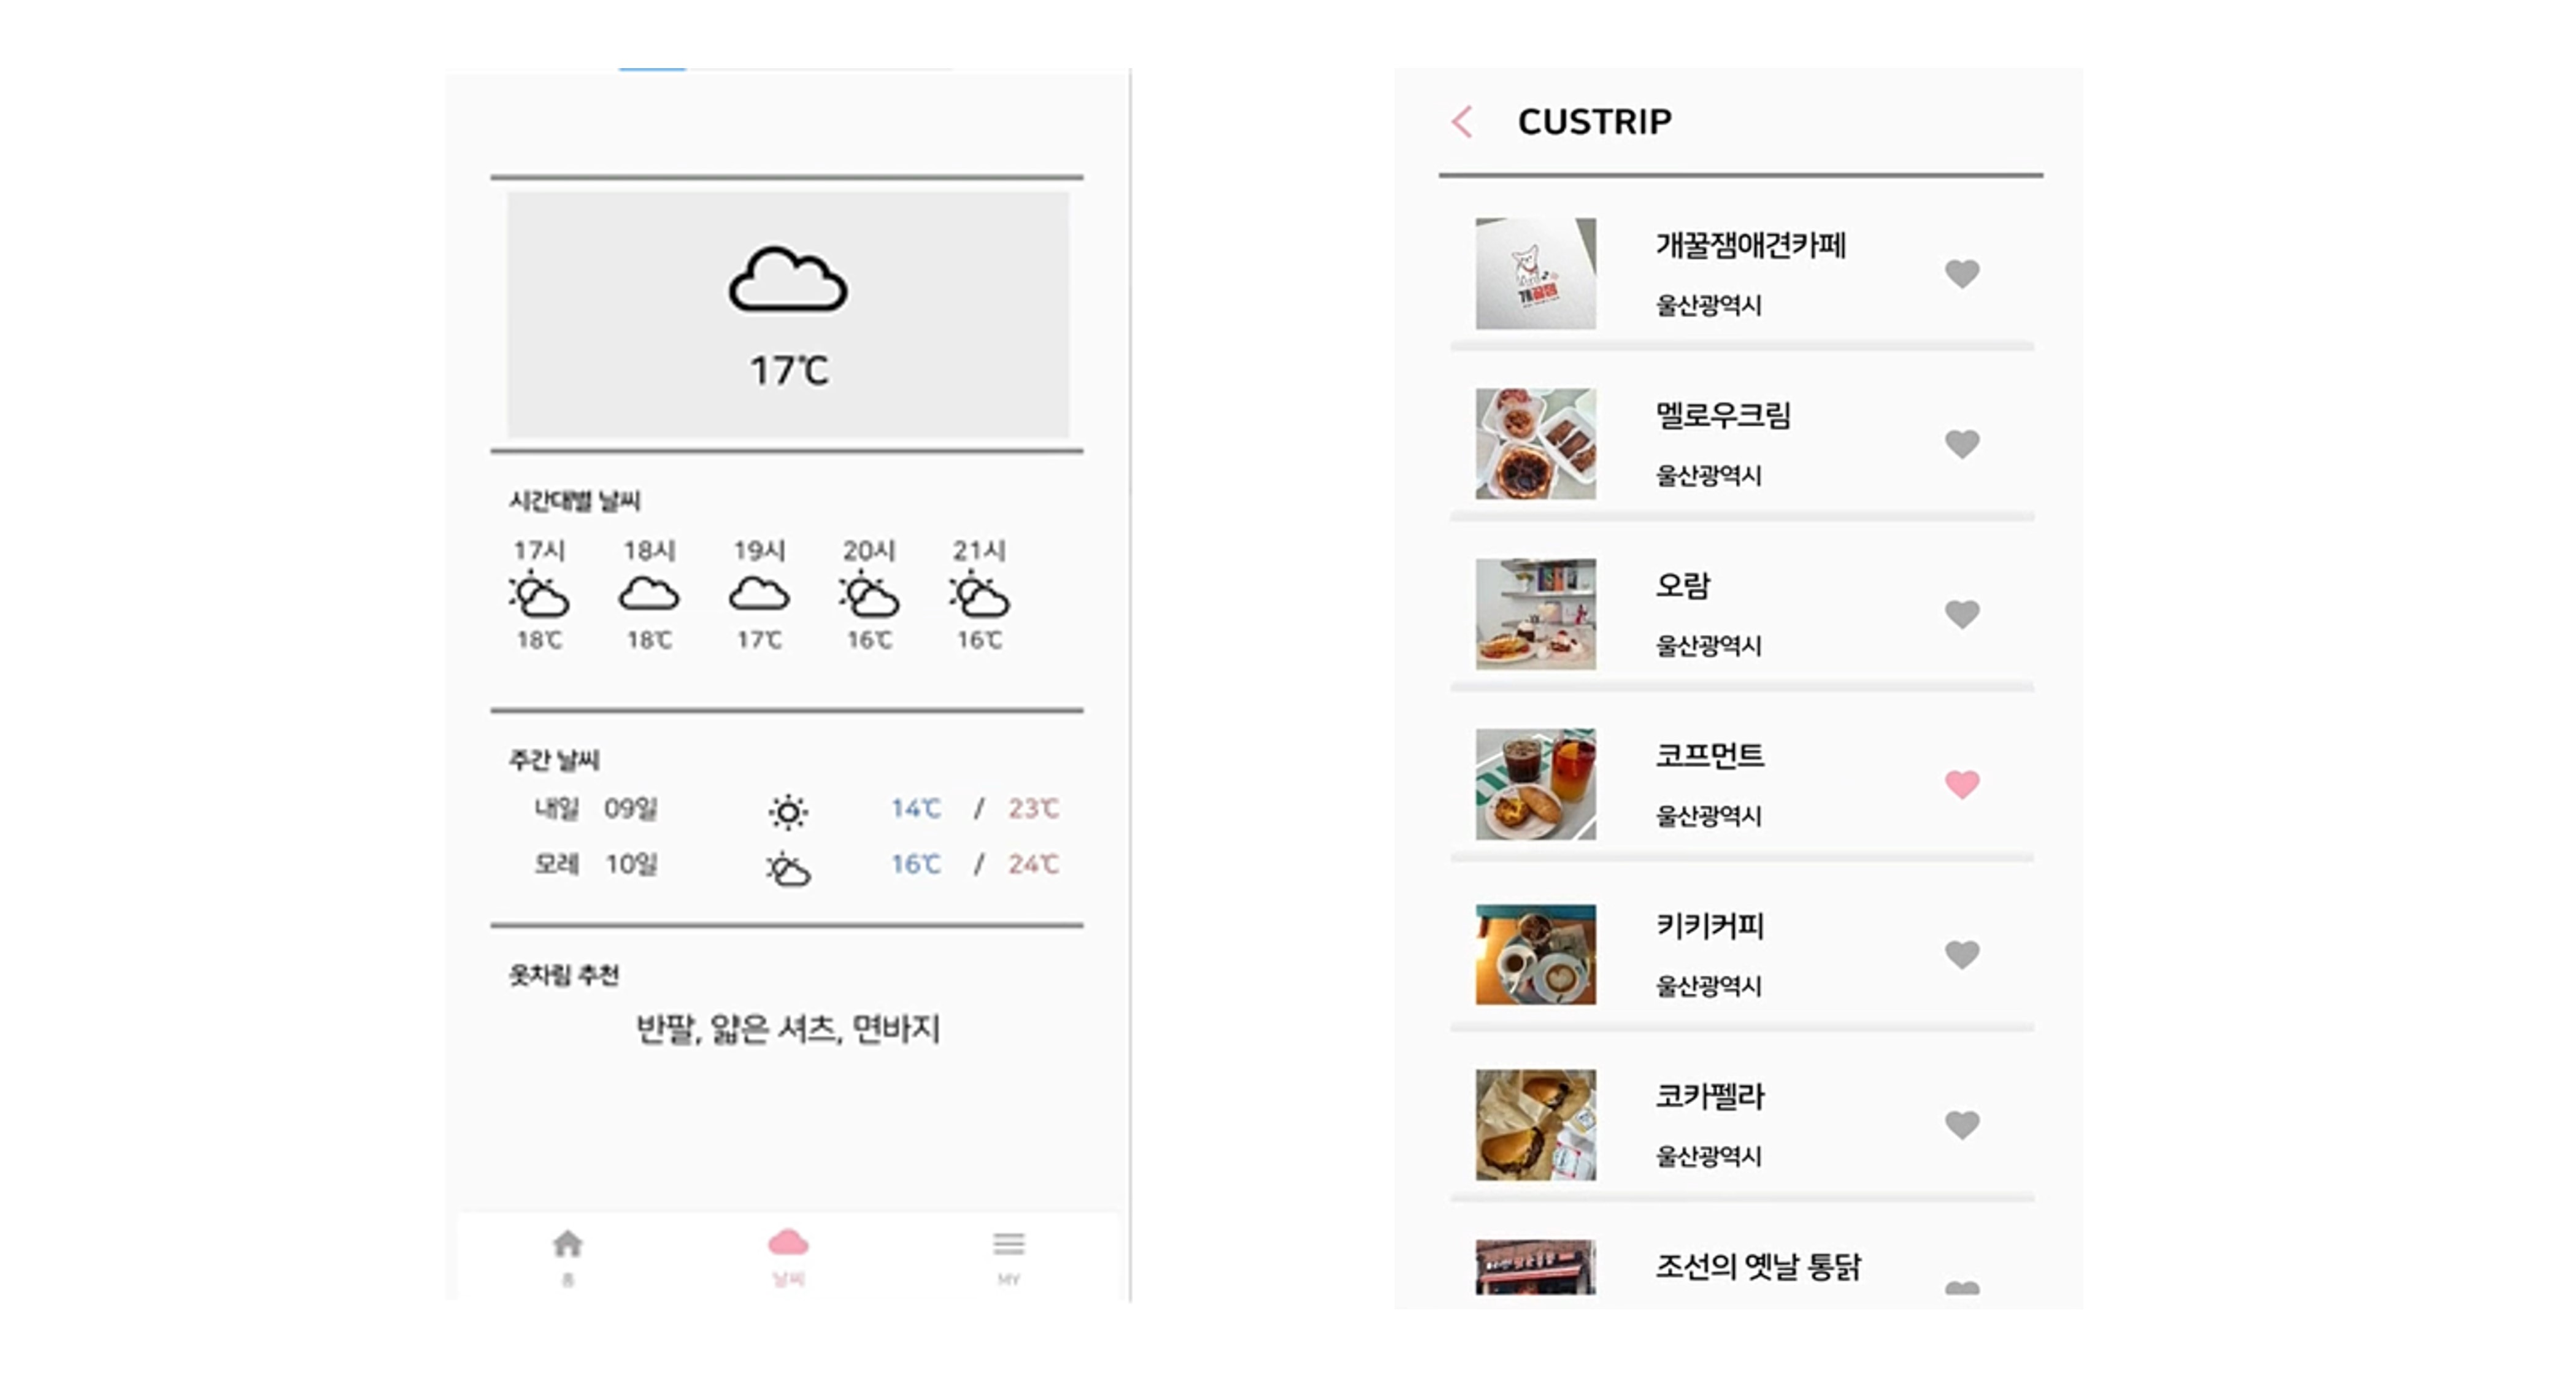 17℃
시간대별 날씨
17시 18시 19시 20시 21시
18℃ 18℃ 17℃ 16℃ 16℃
주간 날씨
내일 09일 14℃ / 23℃
모레 10일 16℃ / 24℃
옷차림 추천
반팔, 얇은 셔츠, 면바지
홈 날씨 MY
CUSTRIP
개꿀잼애견카페
울산광역시
개꿀잼
멜로우크림
울산광역시
오람
울산광역시
코프먼트
울산광역시
키키커피
울산광역시
코카펠라
울산광역시
조선의 옛날 통닭